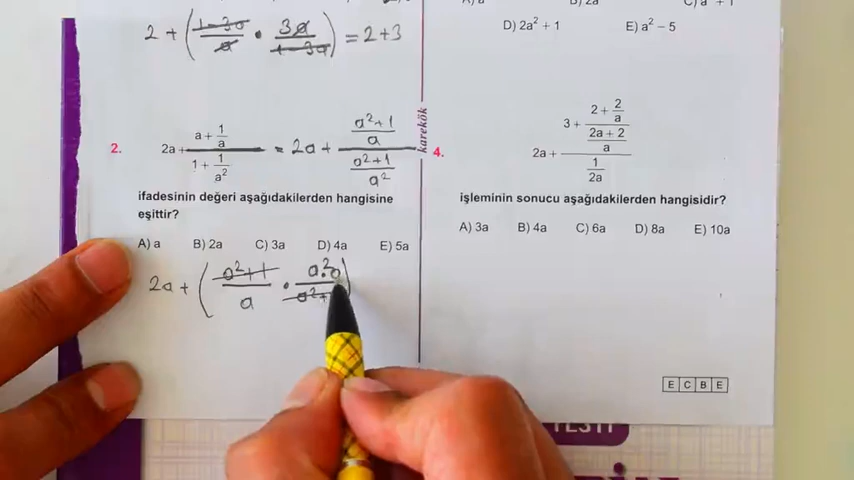 2 + ( (1-3a)/a • 3a/(1-3a) ) = 2+3
D) 2a² + 1 E) a² − 5
2. 2a + (a + 1/a)/(1 + 1/a²) = 2a + ((a²+1)/a)/((a²+1)/a²)
ifadesinin değeri aşağıdakilerden hangisine
eşittir?
A) a B) 2a C) 3a D) 4a E) 5a
2a + ( (a²+1)/a •
karekök
4. 2a + (3 + (2 + 2/a)/((2a + 2)/a))/(1/2a)
işleminin sonucu aşağıdakilerden hangisidir?
A) 3a B) 4a C) 6a D) 8a E) 10a
E C B E
TESTİ